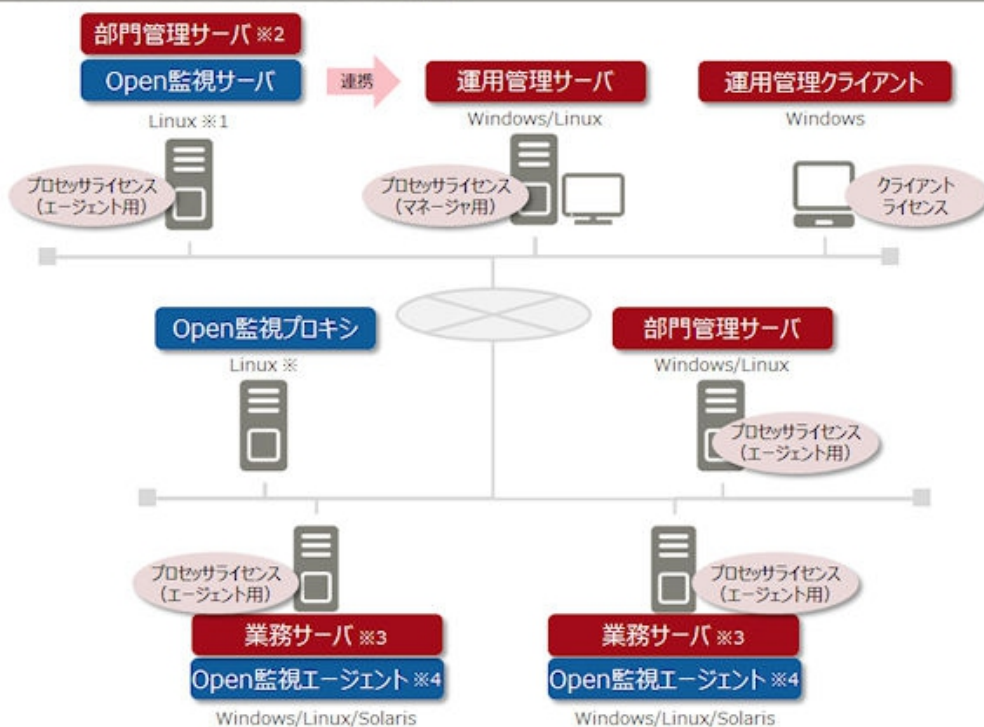 部門管理サーバ ※2
Open監視サーバ
連携
運用管理サーバ
運用管理クライアント
Linux ※1
Windows/Linux
Windows
プロセッサライセンス
（エージェント用）
プロセッサライセンス
（マネージャ用）
クライアント
ライセンス
Open監視プロキシ
部門管理サーバ
Linux ※
Windows/Linux
プロセッサライセンス
（エージェント用）
プロセッサライセンス
（エージェント用）
プロセッサライセンス
（エージェント用）
業務サーバ ※3
業務サーバ ※3
Open監視エージェント ※4
Open監視エージェント ※4
Windows/Linux/Solaris
Windows/Linux/Solaris